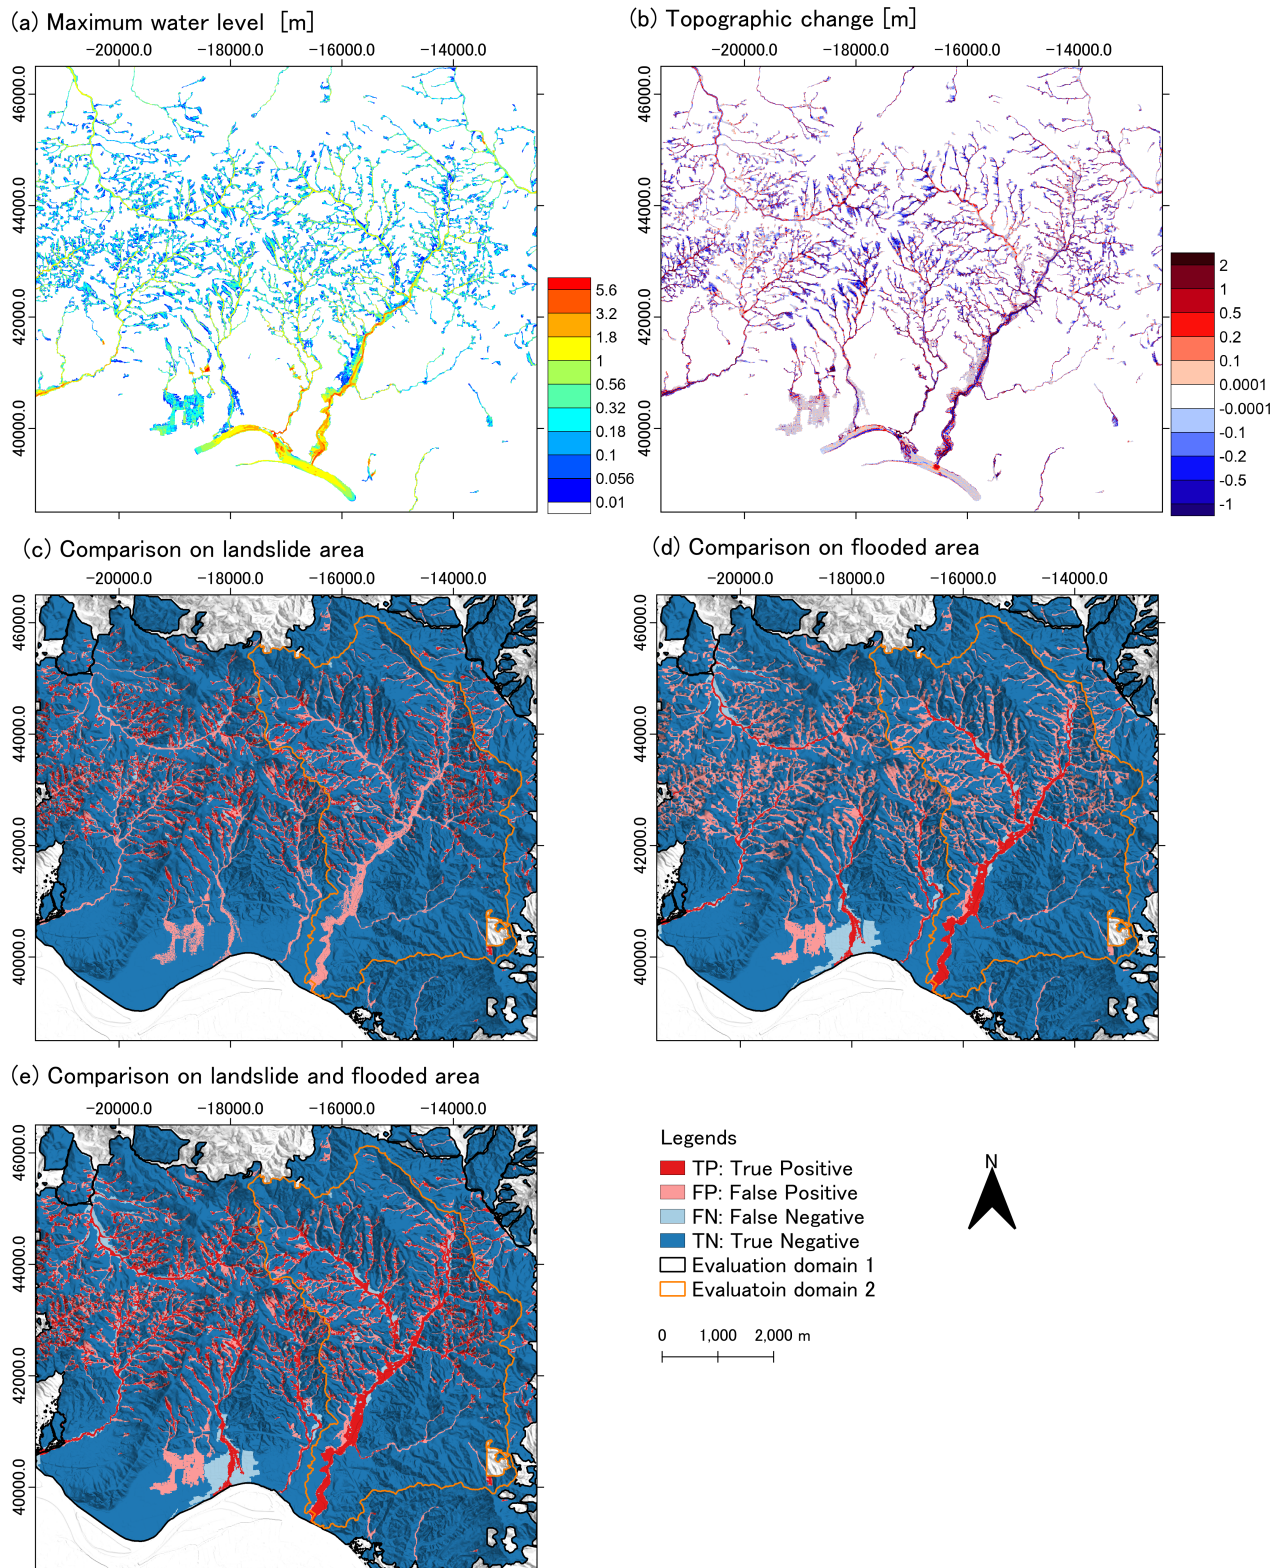 (a) Maximum water level [m]
-20000.0 -18000.0 -16000.0 -14000.0
46000.0
44000.0
42000.0
40000.0
5.6
3.2
1.8
1
0.56
0.32
0.18
0.1
0.056
0.01
(b) Topographic change [m]
-20000.0 -18000.0 -16000.0 -14000.0
46000.0
44000.0
42000.0
40000.0
2
1
0.5
0.2
0.1
0.0001
-0.0001
-0.1
-0.2
-0.5
-1
(c) Comparison on landslide area
-20000.0 -18000.0 -16000.0 -14000.0
46000.0
44000.0
42000.0
40000.0
(d) Comparison on flooded area
-20000.0 -18000.0 -16000.0 -14000.0
46000.0
44000.0
42000.0
40000.0
(e) Comparison on landslide and flooded area
-20000.0 -18000.0 -16000.0 -14000.0
46000.0
44000.0
42000.0
40000.0
Legends
TP: True Positive
FP: False Positive
FN: False Negative
TN: True Negative
Evaluation domain 1
Evaluatoin domain 2
0 1,000 2,000 m
N